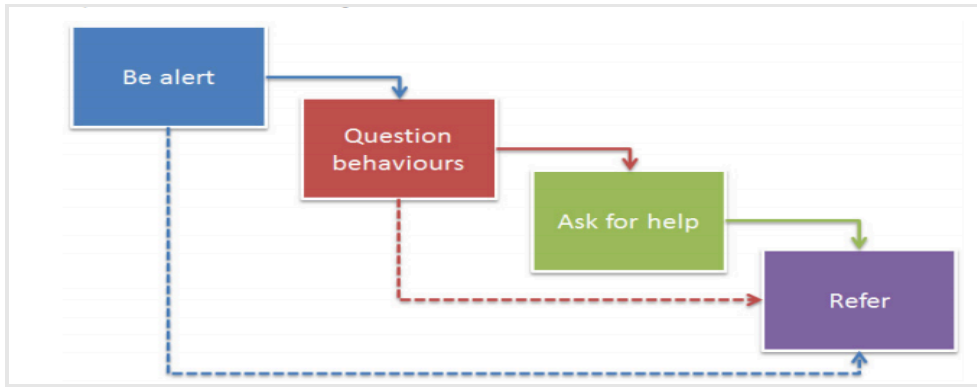 Be alert
Question
behaviours
Ask for help
Refer